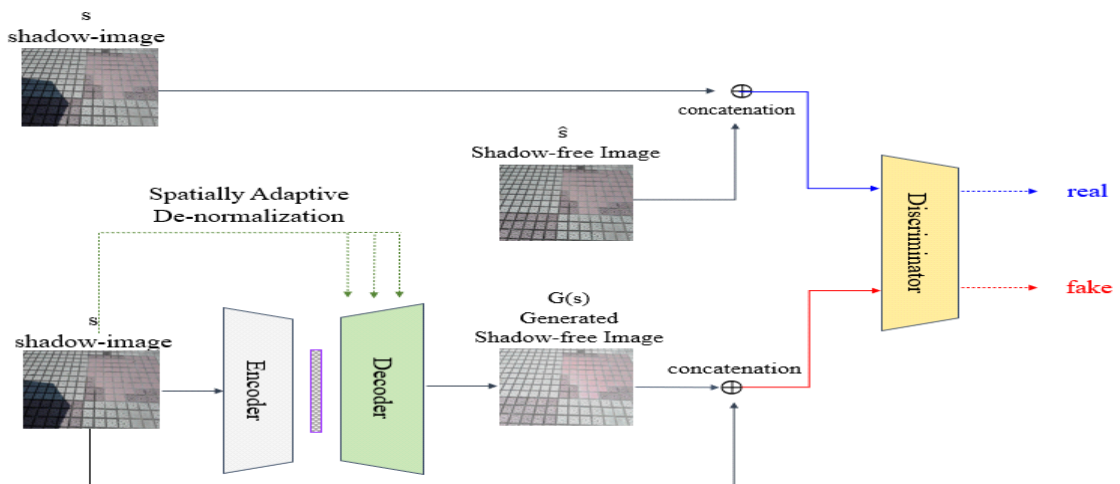 s
shadow-image
concatenation
ŝ
Shadow-free Image
Spatially Adaptive
De-normalization
Discriminator
real
fake
s
shadow-image
Encoder
Decoder
G(s)
Generated
Shadow-free Image
concatenation